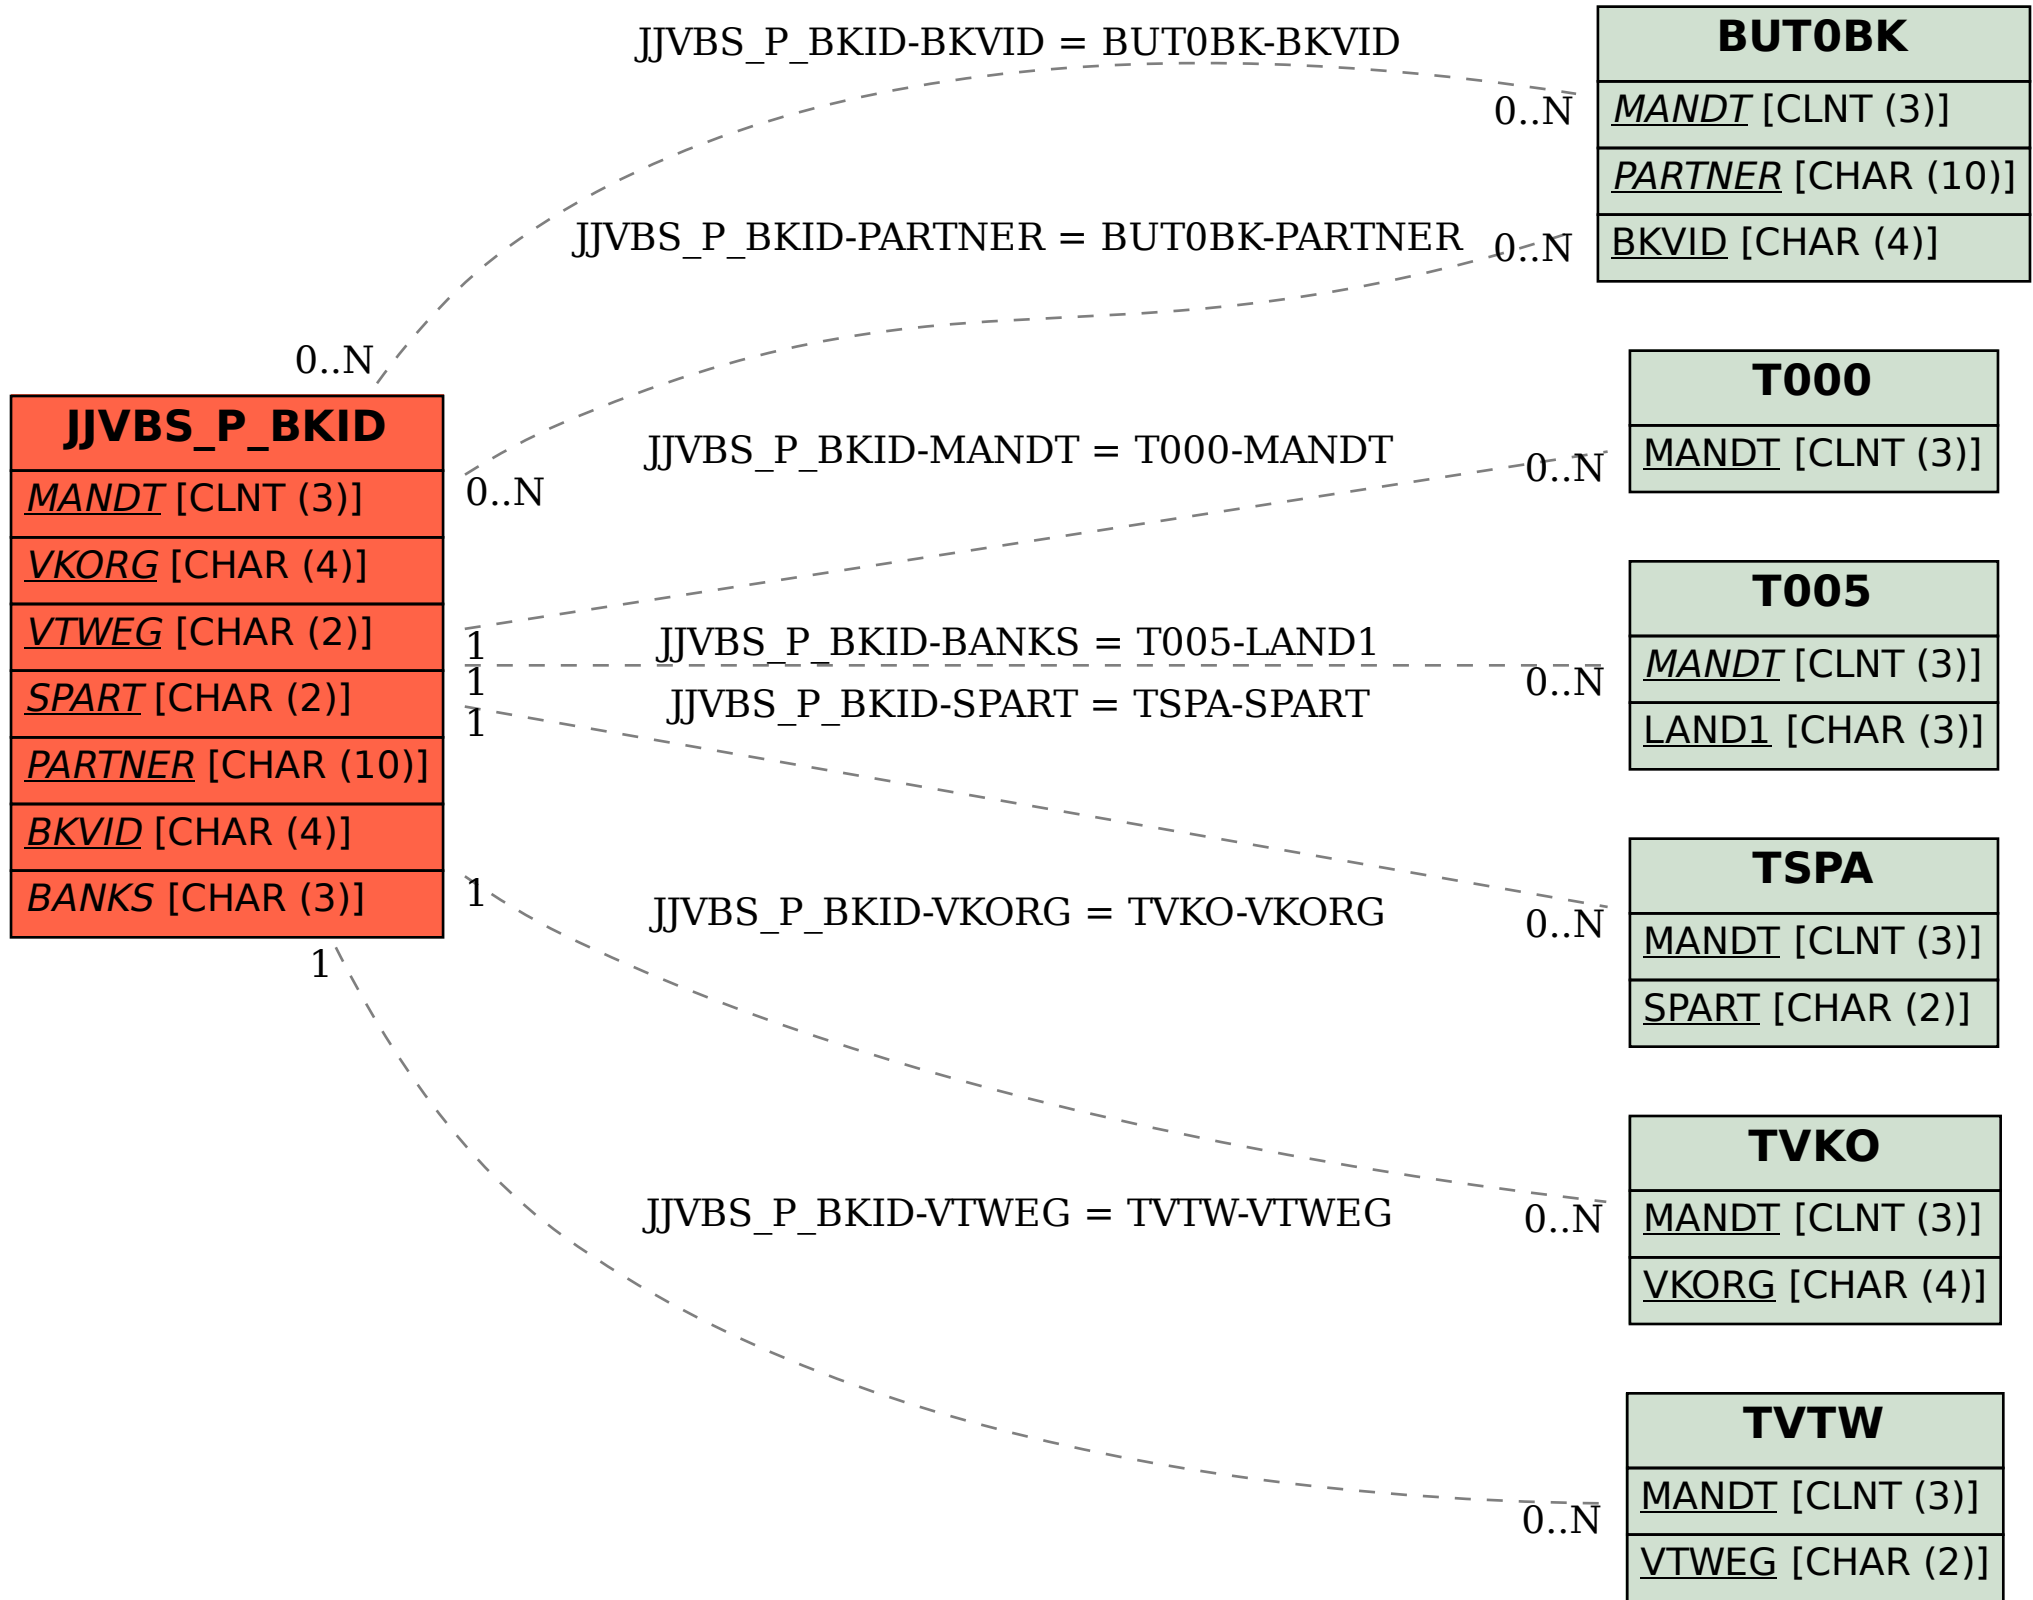 JJVBS_P_BKID-BKVID = BUT0BK-BKVID
0..N
0..N
JJVBS_P_BKID-PARTNER = BUT0BK-PARTNER
0..N
0..N
JJVBS_P_BKID-MANDT = T000-MANDT
0..N
1
JJVBS_P_BKID-BANKS = T005-LAND1
0..N
1
JJVBS_P_BKID-SPART = TSPA-SPART
0..N
1
JJVBS_P_BKID-VKORG = TVKO-VKORG
0..N
1
JJVBS_P_BKID-VTWEG = TVTW-VTWEG
0..N
1
JJVBS_P_BKID
MANDT [CLNT (3)]
VKORG [CHAR (4)]
VTWEG [CHAR (2)]
SPART [CHAR (2)]
PARTNER [CHAR (10)]
BKVID [CHAR (4)]
BANKS [CHAR (3)]
BUT0BK
MANDT [CLNT (3)]
PARTNER [CHAR (10)]
BKVID [CHAR (4)]
T000
MANDT [CLNT (3)]
T005
MANDT [CLNT (3)]
LAND1 [CHAR (3)]
TSPA
MANDT [CLNT (3)]
SPART [CHAR (2)]
TVKO
MANDT [CLNT (3)]
VKORG [CHAR (4)]
TVTW
MANDT [CLNT (3)]
VTWEG [CHAR (2)]